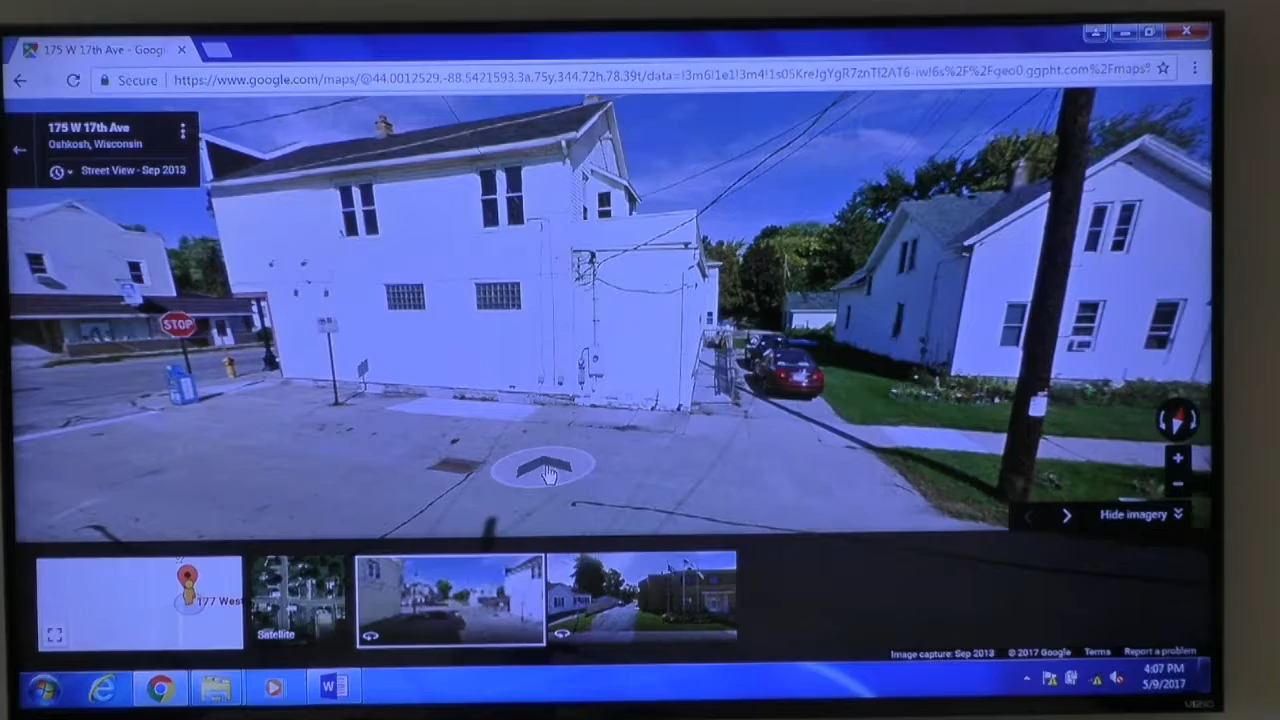 175 W 17th Ave - Googl
Secure
https://www.google.com/maps/@44.0012529,-88.5421593,3a,75y,344.72h,78.39t/data=
175 W 17th Ave
Oshkosh, Wisconsin
Street View - Sep 2013
STOP
Hide imagery
177 West
Satellite
Image capture: Sep 2013 © 2017 Google Terms Report a problem
4:07 PM
5/9/2017
VIZIO